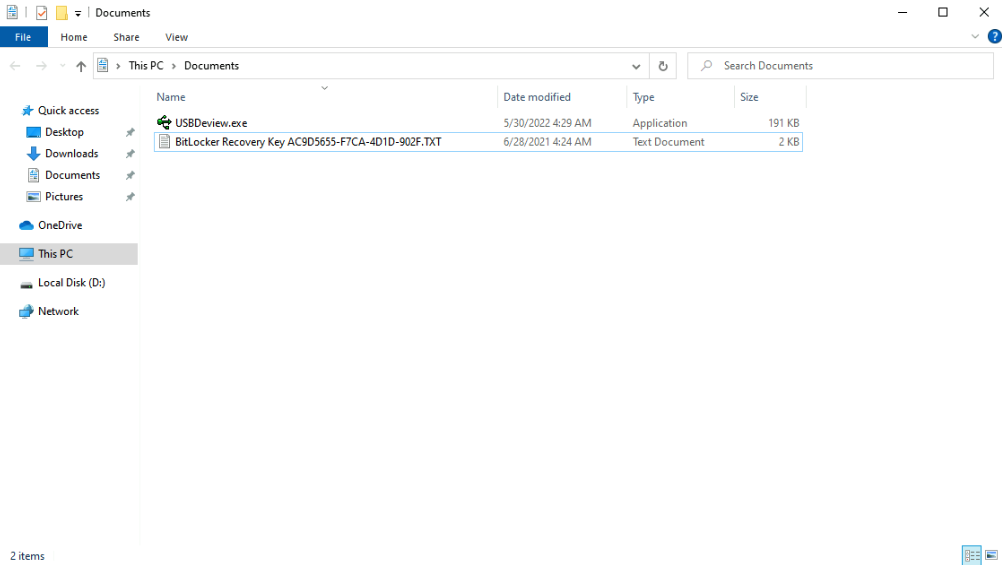 Documents
File Home Share View
This PC Documents
Search Documents
Name Date modified Type Size
USBDeview.exe 5/30/2022 4:29 AM Application 191 KB
BitLocker Recovery Key AC9D5655-F7CA-4D1D-902F.TXT 6/28/2021 4:24 AM Text Document 2 KB
Quick access
Desktop
Downloads
Documents
Pictures
OneDrive
This PC
Local Disk (D:)
Network
2 items